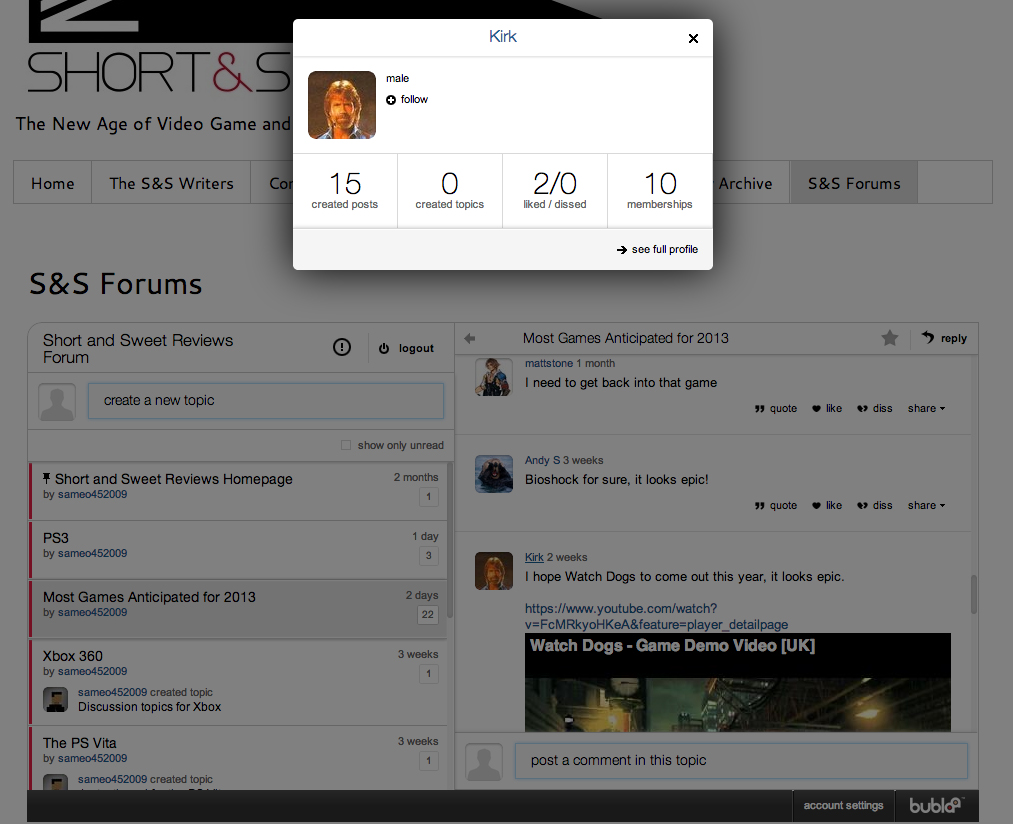 SHORT&S
The New Age of Video Game and
Home
The S&S Writers
Con
Archive
S&S Forums
Kirk
male
follow
15
created posts
0
created topics
2/0
liked / dissed
10
memberships
see full profile
S&S Forums
Short and Sweet Reviews
Forum
logout
create a new topic
show only unread
Short and Sweet Reviews Homepage
2 months
by sameo452009
1
PS3
1 day
by sameo452009
3
Most Games Anticipated for 2013
2 days
by sameo452009
22
Xbox 360
3 weeks
by sameo452009
1
sameo452009 created topic
Discussion topics for Xbox
The PS Vita
3 weeks
by sameo452009
1
sameo452009 created topic
Most Games Anticipated for 2013
reply
mattstone 1 month
I need to get back into that game
quote like diss share
Andy S 3 weeks
Bioshock for sure, it looks epic!
quote like diss share
Kirk 2 weeks
I hope Watch Dogs to come out this year, it looks epic.
https://www.youtube.com/watch?
v=FcMRkyoHKeA&feature=player_detailpage
Watch Dogs - Game Demo Video [UK]
post a comment in this topic
account settings
bubla